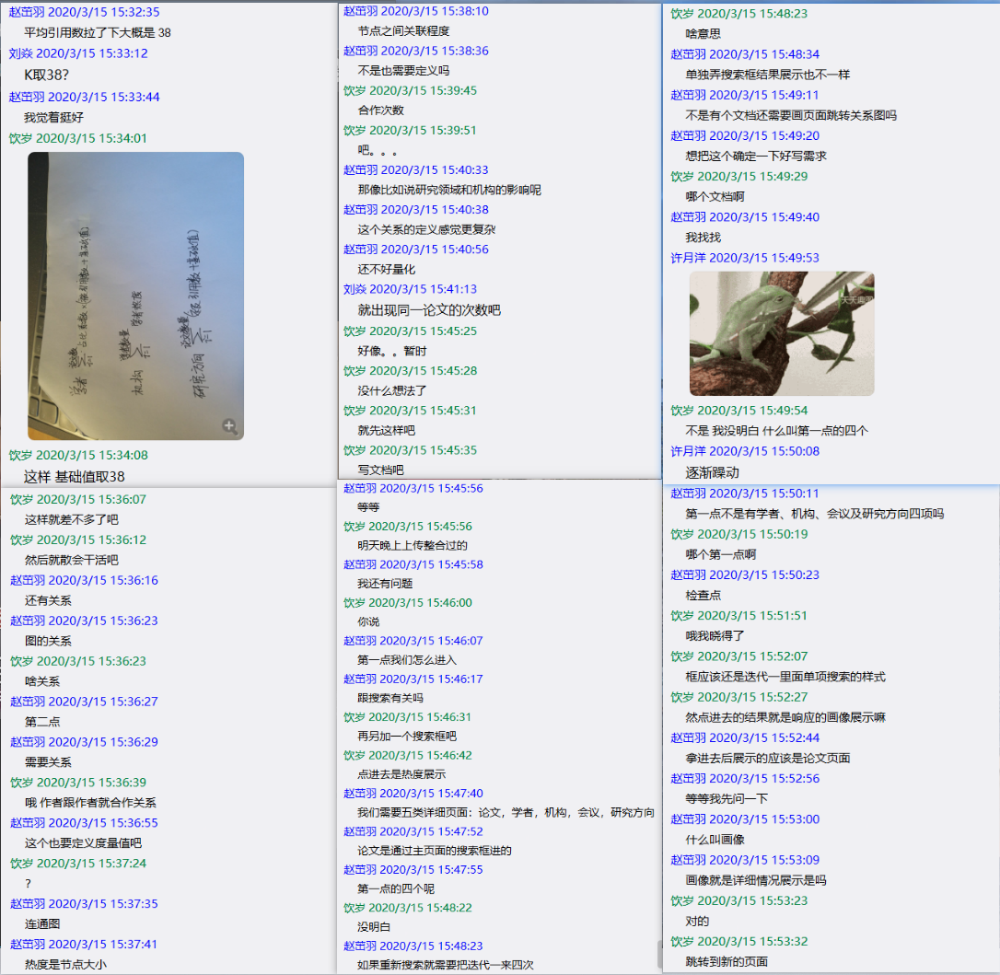 赵茁羽 2020/3/15 15:32:35
平均引用数拉了下大概是 38
刘焱 2020/3/15 15:33:12
K取38?
赵茁羽 2020/3/15 15:33:44
我觉着挺好
饮岁 2020/3/15 15:34:01
学者
机构
学者热度
研究方向
饮岁 2020/3/15 15:34:08
这样 基础值取38
饮岁 2020/3/15 15:36:07
这样就差不多了吧
饮岁 2020/3/15 15:36:12
然后就散会干活吧
赵茁羽 2020/3/15 15:36:16
还有关系
赵茁羽 2020/3/15 15:36:23
图的关系
饮岁 2020/3/15 15:36:23
啥关系
赵茁羽 2020/3/15 15:36:27
第二点
赵茁羽 2020/3/15 15:36:29
需要关系
饮岁 2020/3/15 15:36:39
哦 作者跟作者就合作关系
赵茁羽 2020/3/15 15:36:55
这个也要定义度量值吧
饮岁 2020/3/15 15:37:24
?
赵茁羽 2020/3/15 15:37:35
连通图
赵茁羽 2020/3/15 15:37:41
热度是节点大小
赵茁羽 2020/3/15 15:38:10
节点之间关联程度
赵茁羽 2020/3/15 15:38:36
不是也需要定义吗
饮岁 2020/3/15 15:39:45
合作次数
饮岁 2020/3/15 15:39:51
吧。。。
赵茁羽 2020/3/15 15:40:33
那像比如说研究领域和机构的影响呢
赵茁羽 2020/3/15 15:40:38
这个关系的定义感觉更复杂
赵茁羽 2020/3/15 15:40:56
还不好量化
刘焱 2020/3/15 15:41:13
就出现同一论文的次数吧
饮岁 2020/3/15 15:45:25
好像。。暂时
饮岁 2020/3/15 15:45:28
没什么想法了
饮岁 2020/3/15 15:45:31
就先这样吧
饮岁 2020/3/15 15:45:35
写文档吧
赵茁羽 2020/3/15 15:45:56
等等
饮岁 2020/3/15 15:45:56
明天晚上上传整合过的
赵茁羽 2020/3/15 15:45:58
我还有问题
饮岁 2020/3/15 15:46:00
你说
赵茁羽 2020/3/15 15:46:07
第一点我们怎么进入
赵茁羽 2020/3/15 15:46:17
跟搜索有关吗
饮岁 2020/3/15 15:46:31
再另加一个搜索框吧
饮岁 2020/3/15 15:46:42
点进去是热度展示
赵茁羽 2020/3/15 15:47:40
我们需要五类详细页面：论文，学者，机构，会议，研究方向
赵茁羽 2020/3/15 15:47:52
论文是通过主页面的搜索框进的
赵茁羽 2020/3/15 15:47:55
第一点的四个呢
饮岁 2020/3/15 15:48:22
没明白
赵茁羽 2020/3/15 15:48:23
如果重新搜索就需要把迭代一来四次
饮岁 2020/3/15 15:48:23
啥意思
赵茁羽 2020/3/15 15:48:34
单独弄搜索框结果展示也不一样
赵茁羽 2020/3/15 15:49:11
不是有个文档还需要画页面跳转关系图吗
赵茁羽 2020/3/15 15:49:20
想把这个确定一下好写需求
饮岁 2020/3/15 15:49:29
哪个文档啊
赵茁羽 2020/3/15 15:49:40
我找找
许月洋 2020/3/15 15:49:53
饮岁 2020/3/15 15:49:54
不是 我没明白 什么叫第一点的四个
许月洋 2020/3/15 15:50:08
逐渐躁动
赵茁羽 2020/3/15 15:50:11
第一点不是有学者、机构、会议及研究方向四项吗
饮岁 2020/3/15 15:50:19
哪个第一点啊
赵茁羽 2020/3/15 15:50:23
检查点
饮岁 2020/3/15 15:51:51
哦我晓得了
饮岁 2020/3/15 15:52:07
框应该还是迭代一里面单项搜索的样式
饮岁 2020/3/15 15:52:27
然点进去的结果就是响应的画像展示嘛
赵茁羽 2020/3/15 15:52:44
拿进去后展示的应该是论文页面
赵茁羽 2020/3/15 15:52:56
等等我先问一下
赵茁羽 2020/3/15 15:53:00
什么叫画像
赵茁羽 2020/3/15 15:53:09
画像就是详细情况展示是吗
饮岁 2020/3/15 15:53:23
对的
饮岁 2020/3/15 15:53:32
跳转到新的页面